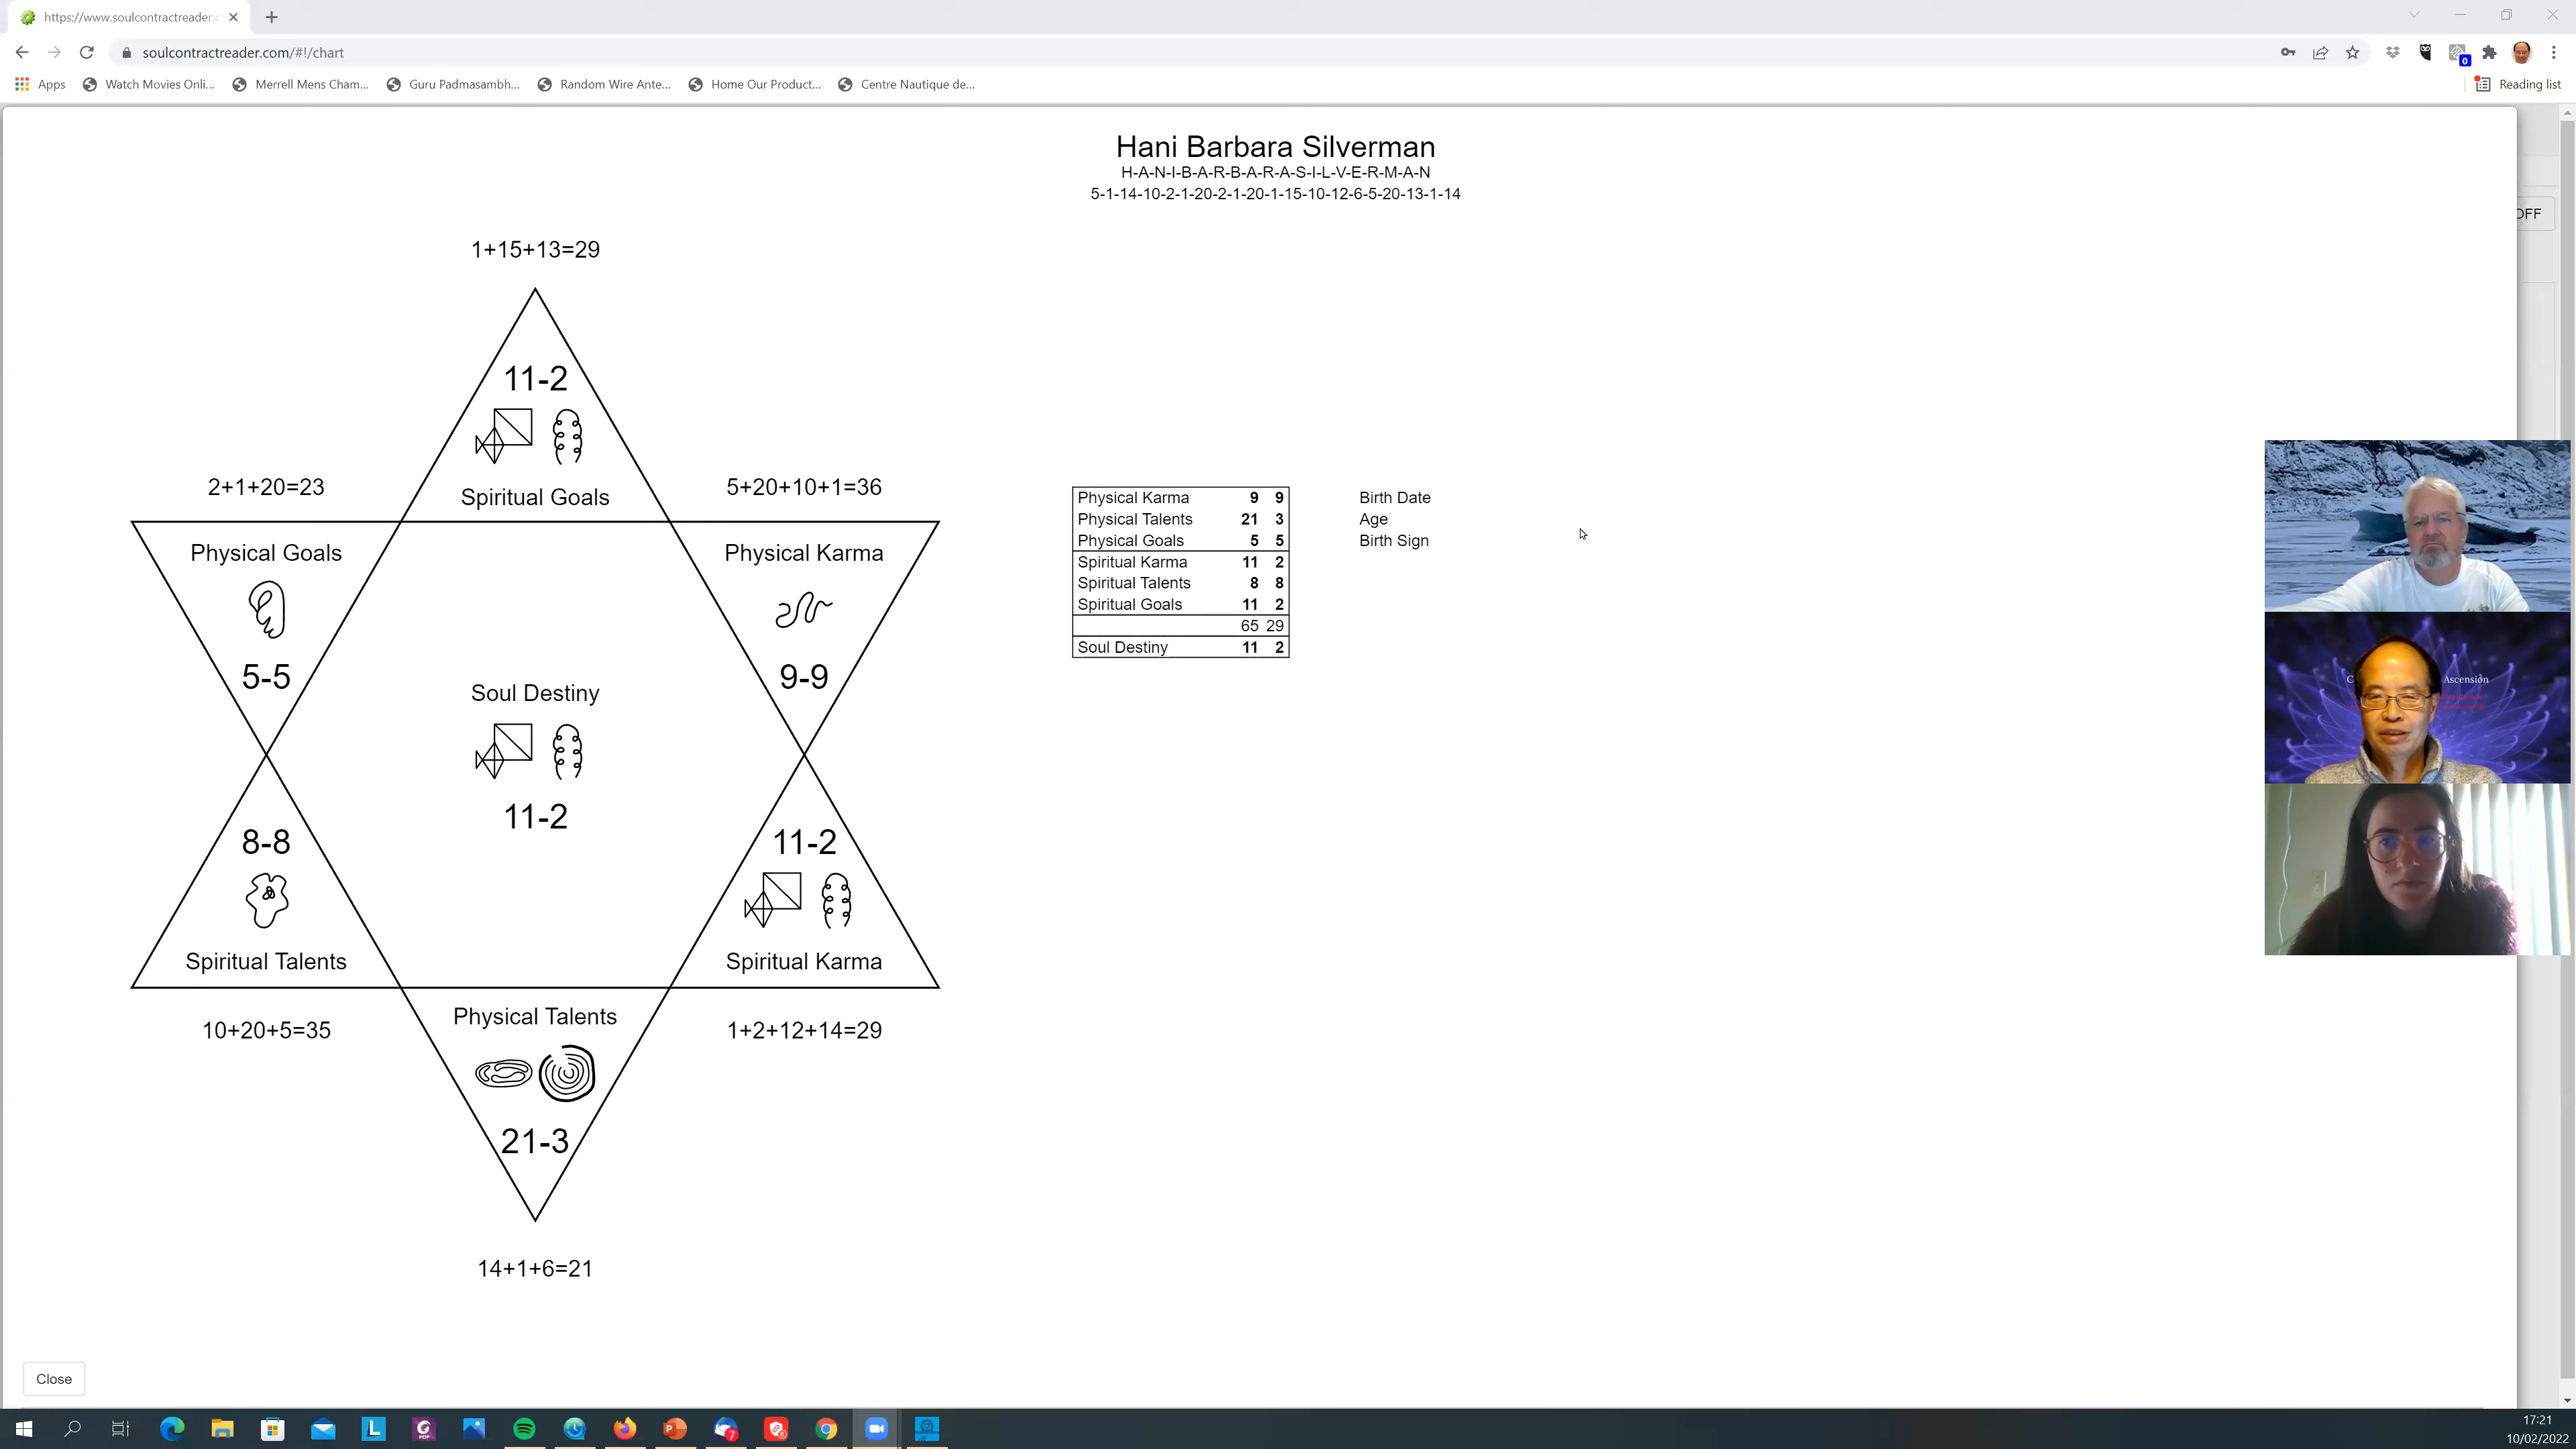 https://www.soulcontractreader.c
soulcontractreader.com/#!/chart
0
Apps
Watch Movies Onli...
Merrell Mens Cham...
Guru Padmasambh...
Random Wire Ante...
Home Our Product...
Centre Nautique de...
Reading list
Hani Barbara Silverman
H-A-N-I-B-A-R-B-A-R-A-S-I-L-V-E-R-M-A-N
5-1-14-10-2-1-20-2-1-20-1-15-10-12-6-5-20-13-1-14
OFF
1+15+13=29
11-2
Spiritual Goals
2+1+20=23
5+20+10+1=36
Physical Goals
5-5
Physical Karma
9-9
Soul Destiny
11-2
8-8
Spiritual Talents
11-2
Spiritual Karma
10+20+5=35
1+2+12+14=29
Physical Talents
21-3
14+1+6=21
Physical Karma 9 9
Physical Talents 21 3
Physical Goals 5 5
Spiritual Karma 11 2
Spiritual Talents 8 8
Spiritual Goals 11 2
65 29
Soul Destiny 11 2
Birth Date
Age
Birth Sign
Ascension
Close
L
PDF
P
7
17:21
10/02/2022